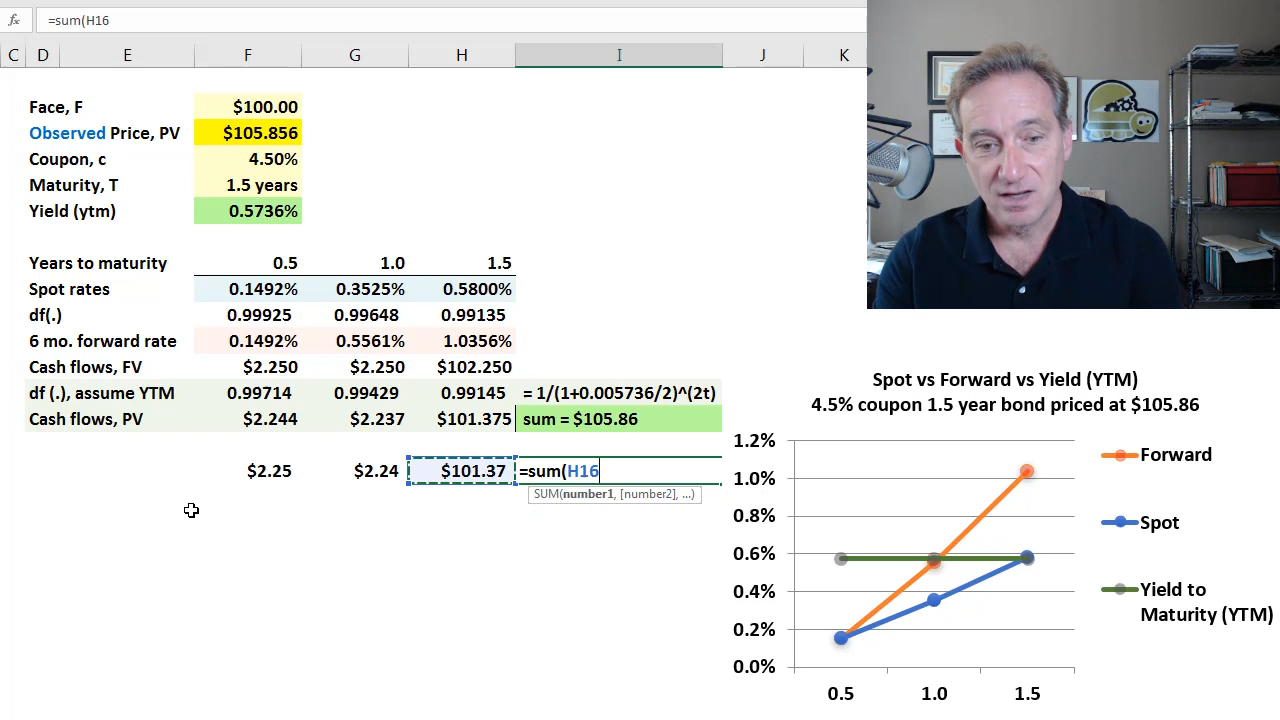 fx =sum(H16
C D E F G H I J K
Face, F $100.00
Observed Price, PV $105.856
Coupon, c 4.50%
Maturity, T 1.5 years
Yield (ytm) 0.5736%
Years to maturity 0.5 1.0 1.5
Spot rates 0.1492% 0.3525% 0.5800%
df(.) 0.99925 0.99648 0.99135
6 mo. forward rate 0.1492% 0.5561% 1.0356%
Cash flows, FV $2.250 $2.250 $102.250
df (.), assume YTM 0.99714 0.99429 0.99145 = 1/(1+0.005736/2)^(2t)
Cash flows, PV $2.244 $2.237 $101.375 sum = $105.86
$2.25 $2.24 $101.37 =sum(H16
SUM(number1, [number2], ...)
Spot vs Forward vs Yield (YTM)
4.5% coupon 1.5 year bond priced at $105.86
1.2%
1.0%
0.8%
0.6%
0.4%
0.2%
0.0%
0.5 1.0 1.5
Forward
Spot
Yield to
Maturity (YTM)